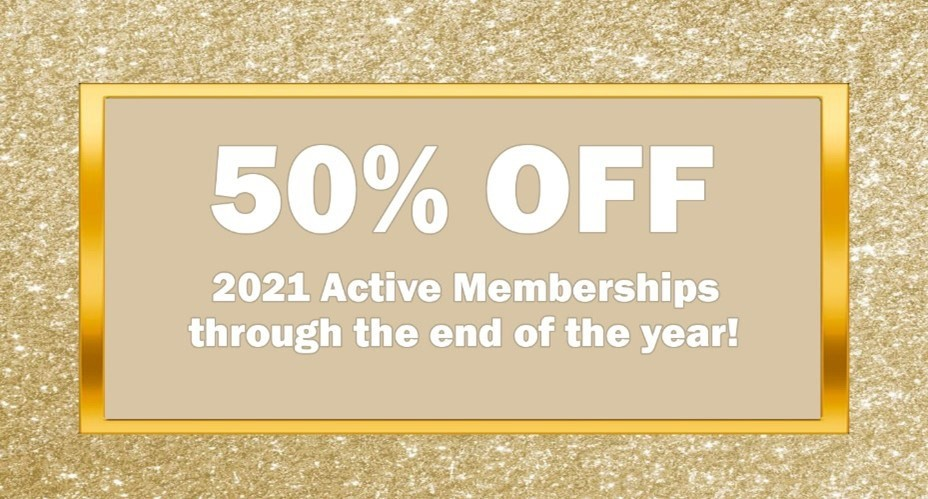 50% OFF
2021 Active Memberships
through the end of the year!